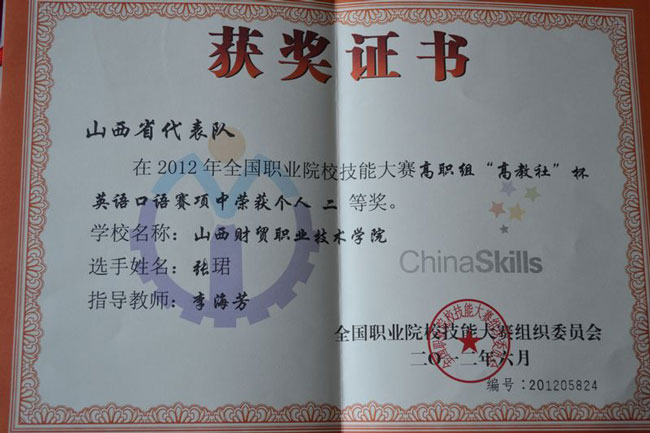 获奖证书
山西省代表队
在2012年全国职业院校技能大赛高职组“高教社”杯
英语口语赛项中荣获个人 二 等奖。
学校名称：山西财贸职业技术学院
选手姓名：张珺
指导教师：李海芳
ChinaSkills
全国职业院校技能大赛组织委员会
二〇一二年六月
编号：201205824